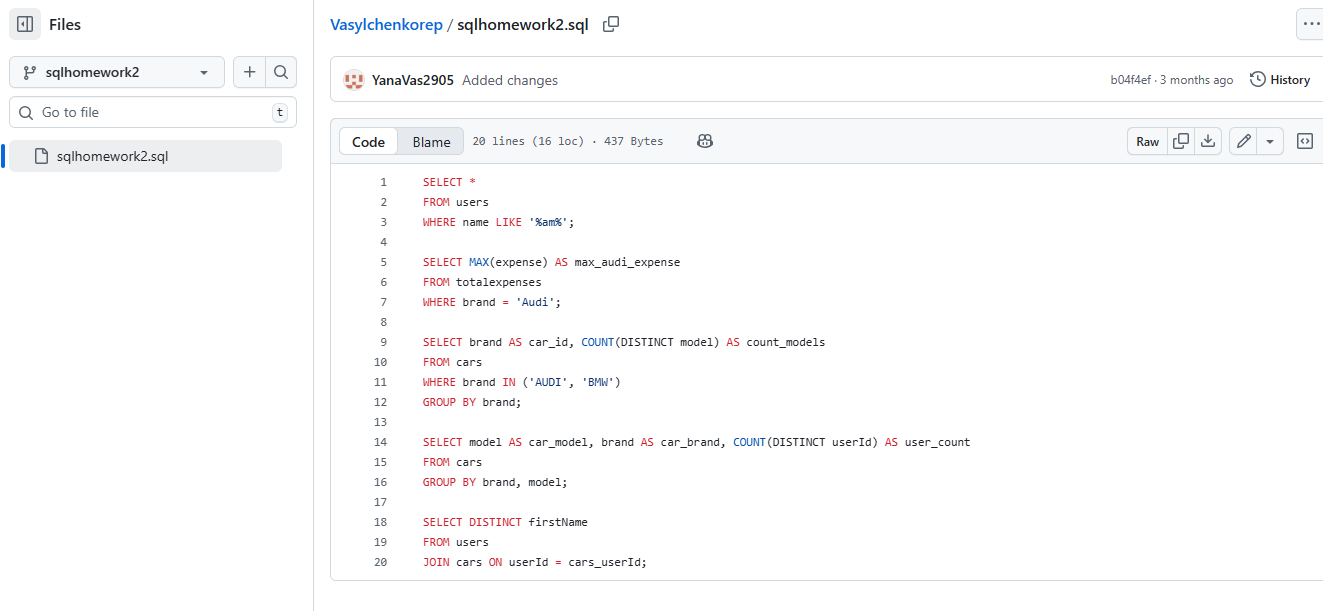 Files
sqlhomework2
Go to file
t
sqlhomework2.sql
Vasylchenkorep / sqlhomework2.sql
YanaVas2905 Added changes
b04f4ef · 3 months ago
History
Code
Blame
20 lines (16 loc) · 437 Bytes
Raw
1 SELECT *
2 FROM users
3 WHERE name LIKE '%am%';
4
5 SELECT MAX(expense) AS max_audi_expense
6 FROM totalexpenses
7 WHERE brand = 'Audi';
8
9 SELECT brand AS car_id, COUNT(DISTINCT model) AS count_models
10 FROM cars
11 WHERE brand IN ('AUDI', 'BMW')
12 GROUP BY brand;
13
14 SELECT model AS car_model, brand AS car_brand, COUNT(DISTINCT userId) AS user_count
15 FROM cars
16 GROUP BY brand, model;
17
18 SELECT DISTINCT firstName
19 FROM users
20 JOIN cars ON userId = cars_userId;